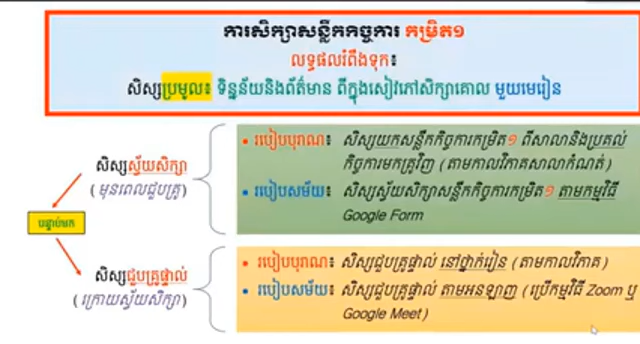 ការសិក្សាសន្លឹកកិច្ចការ កម្រិត១
លទ្ធផលរំពឹងទុក៖
សិស្សប្រមូល៖ ទិន្នន័យនិងព័ត៌មាន ពីក្នុងសៀវភៅសិក្សាគោល មួយមេរៀន
សិស្សស្វ័យសិក្សា
(មុនពេលជួបគ្រូ)
• របៀបបុរាណ៖ សិស្សយកសន្លឹកកិច្ចការកម្រិត១ ពីសាលានិងប្រគល់
កិច្ចការមកគ្រូវិញ (តាមកាលវិភាគសាលាកំណត់)
• របៀបសម័យ៖ សិស្សស្វ័យសិក្សាសន្លឹកកិច្ចការកម្រិត១ តាមកម្មវិធី
Google Form
បន្ទាប់មក
សិស្សជួបគ្រូផ្ទាល់
(ក្រោយស្វ័យសិក្សា)
• របៀបបុរាណ៖ សិស្សជួបគ្រូផ្ទាល់ នៅថ្នាក់រៀន (តាមកាលវិភាគ)
• របៀបសម័យ៖ សិស្សជួបគ្រូផ្ទាល់ តាមអនឡាញ (ប្រើកម្មវិធី Zoom ឬ
Google Meet)